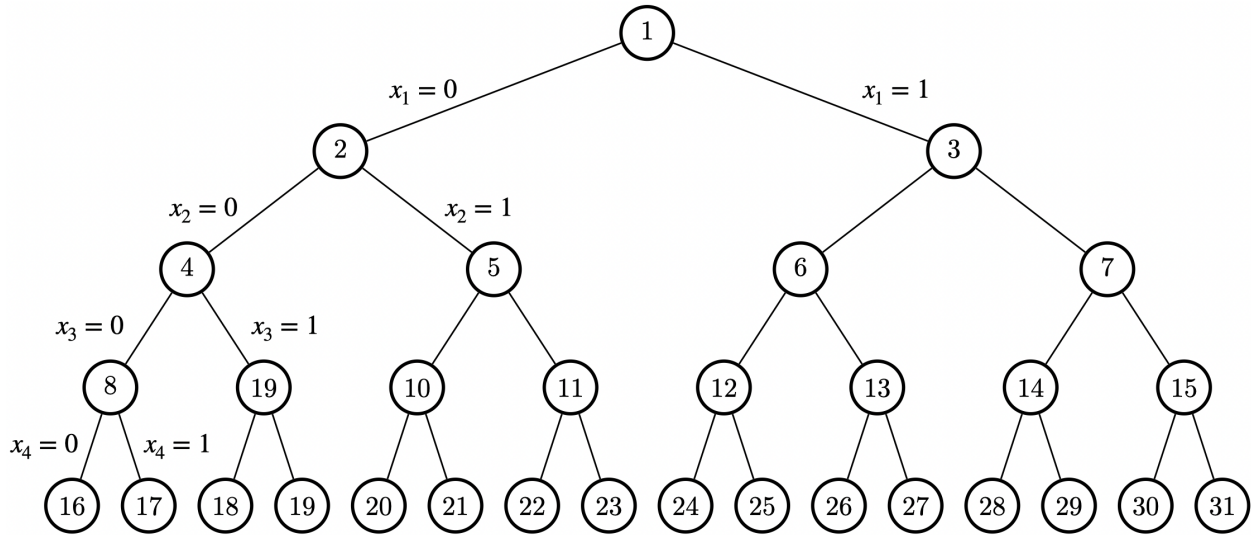 1
x₁ = 0 x₁ = 1
2 3
x₂ = 0 x₂ = 1
4 5 6 7
x₃ = 0 x₃ = 1
8 19 10 11 12 13 14 15
x₄ = 0 x₄ = 1
16 17 18 19 20 21 22 23 24 25 26 27 28 29 30 31